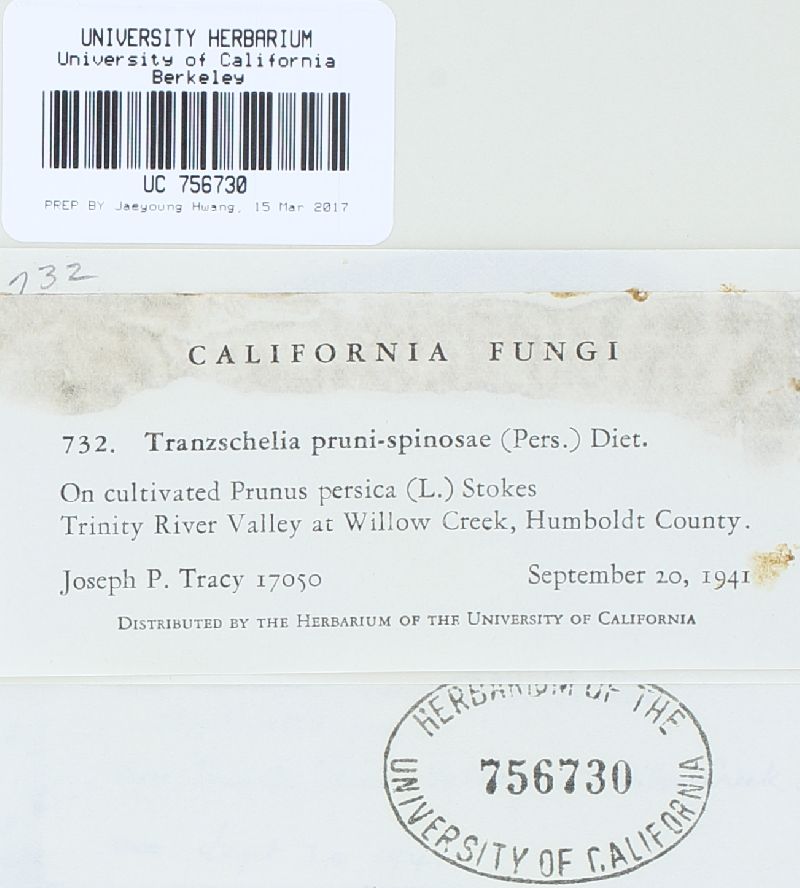 UNIVERSITY HERBARIUM
University of California
Berkeley
UC 756730
PREP BY Jaeyoung Hwang, 15 Mar 2017
732
CALIFORNIA FUNGI
732. Tranzschelia pruni-spinosae (Pers.) Diet.
On cultivated Prunus persica (L.) Stokes
Trinity River Valley at Willow Creek, Humboldt County.
Joseph P. Tracy 17050 September 20, 1941
DISTRIBUTED BY THE HERBARIUM OF THE UNIVERSITY OF CALIFORNIA
HERBARIUM OF THE
756730
UNIVERSITY OF CALIFORNIA